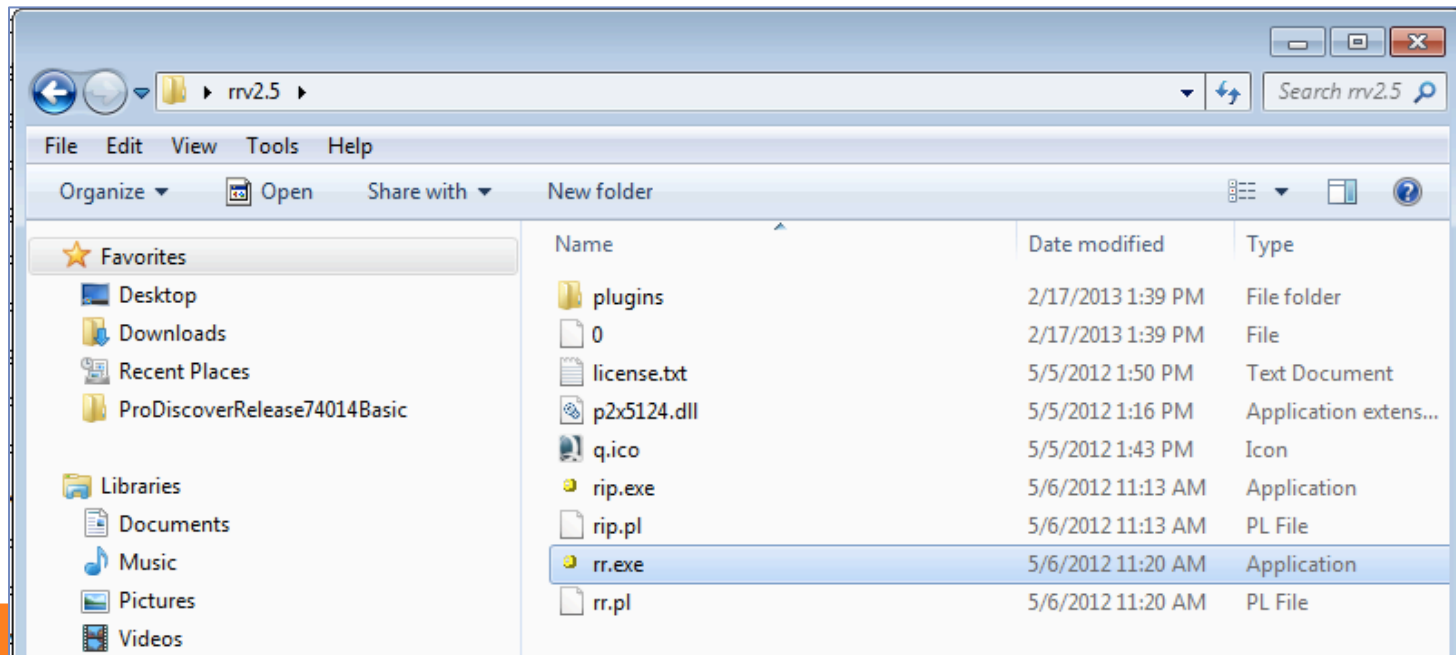 rrv2.5
Search rrv2.5
File Edit View Tools Help
Organize Open Share with New folder
Favorites
Desktop
Downloads
Recent Places
ProDiscoverRelease74014Basic
Libraries
Documents
Music
Pictures
Videos
Name Date modified Type
plugins 2/17/2013 1:39 PM File folder
0 2/17/2013 1:39 PM File
license.txt 5/5/2012 1:50 PM Text Document
p2x5124.dll 5/5/2012 1:16 PM Application extens...
q.ico 5/5/2012 1:43 PM Icon
rip.exe 5/6/2012 11:13 AM Application
rip.pl 5/6/2012 11:13 AM PL File
rr.exe 5/6/2012 11:20 AM Application
rr.pl 5/6/2012 11:20 AM PL File